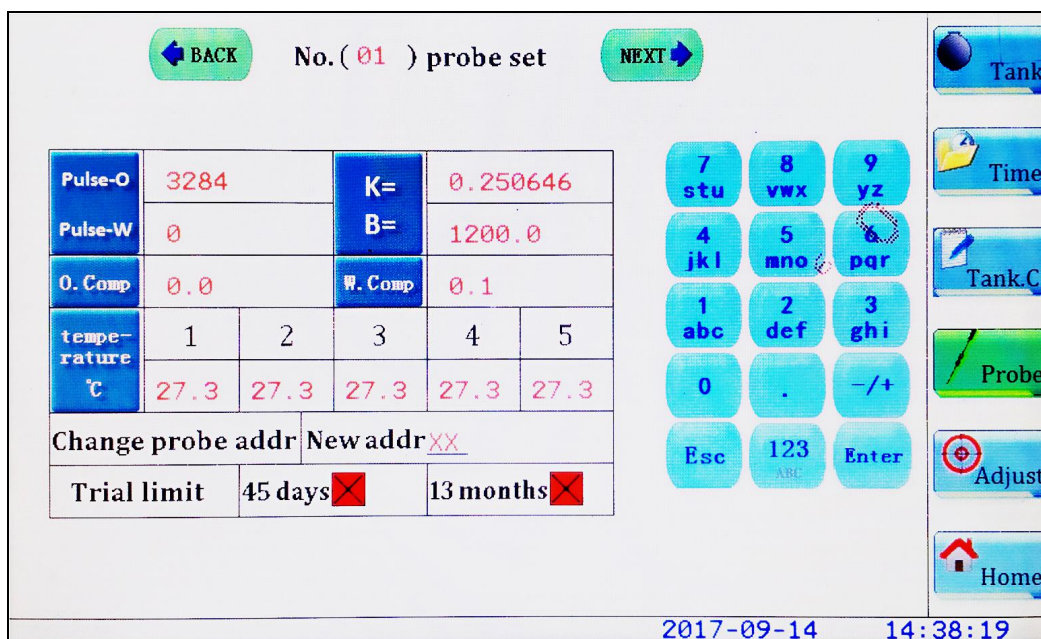 BACK No. ( 01 ) probe set NEXT
Pulse-O 3284 K= 0.250646
Pulse-W 0 B= 1200.0
O.Comp 0.0 W.Comp 0.1
tempe-
rature
℃
1 2 3 4 5
27.3 27.3 27.3 27.3 27.3
Change probe addr New addr XX
Trial limit 45 days 13 months
7 8 9
stu vwx yz
4 5 6
jkl mno pqr
1 2 3
abc def ghi
0 . -/+
Esc 123 Enter
ABC
Tank
Time
Tank.C
Probe
Adjust
Home
2017-09-14 14:38:19